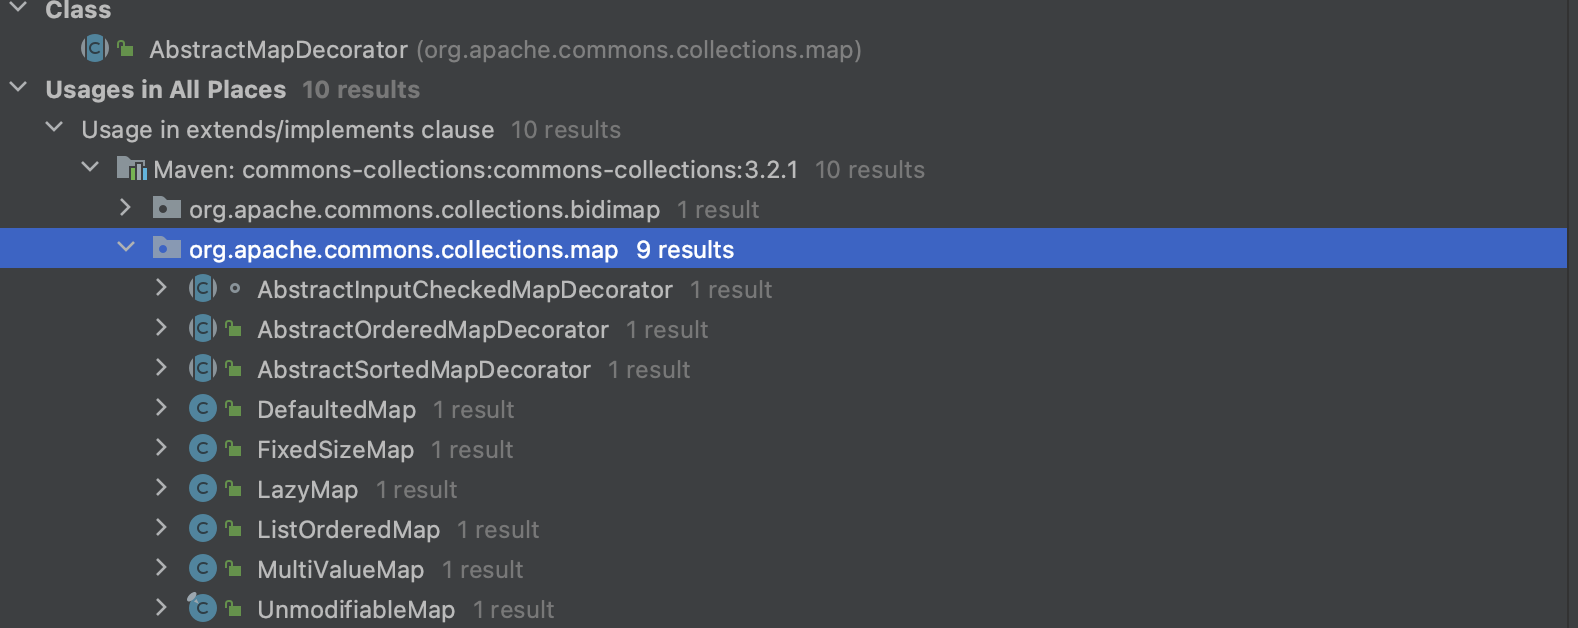 Class
AbstractMapDecorator (org.apache.commons.collections.map)
Usages in All Places 10 results
Usage in extends/implements clause 10 results
Maven: commons-collections:commons-collections:3.2.1 10 results
org.apache.commons.collections.bidimap 1 result
org.apache.commons.collections.map 9 results
AbstractInputCheckedMapDecorator 1 result
AbstractOrderedMapDecorator 1 result
AbstractSortedMapDecorator 1 result
DefaultedMap 1 result
FixedSizeMap 1 result
LazyMap 1 result
ListOrderedMap 1 result
MultiValueMap 1 result
UnmodifiableMap 1 result